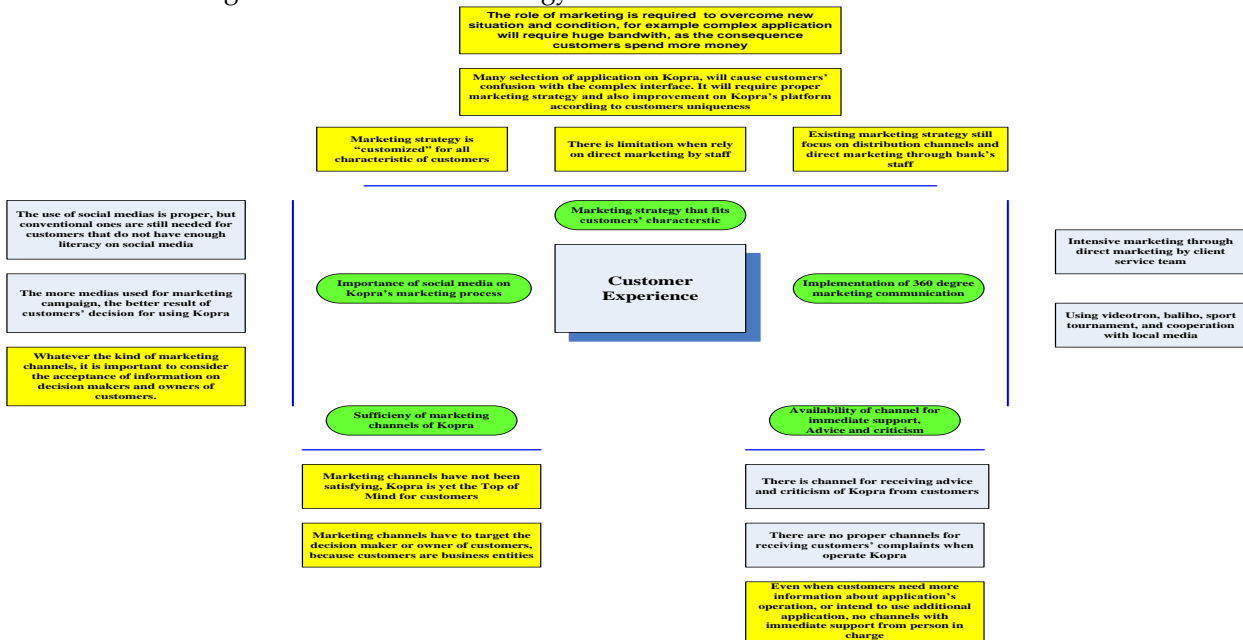 The role of marketing is required to overcome new
situation and condition, for example complex application
will require huge bandwith, as the consequence
customers spend more money
Many selection of application on Kopra, will cause customers'
confusion with the complex interface. It will require proper
marketing strategy and also improvement on Kopra's platform
according to customers uniqueness
Marketing strategy is
"customized" for all
characteristic of customers
There is limitation when rely
on direct marketing by staff
Existing marketing strategy still
focus on distribution channels and
direct marketing through bank's
staff
Marketing strategy that fits
customers' characterstic
The use of social medias is proper, but
conventional ones are still needed for
customers that do not have enough
literacy on social media
The more medias used for marketing
campaign, the better result of
customers' decision for using Kopra
Whatever the kind of marketing
channels, it is important to consider
the acceptance of information on
decision makers and owners of
customers.
Importance of social media on
Kopra's marketing process
Customer
Experience
Implementation of 360 degree
marketing communication
Intensive marketing through
direct marketing by client
service team
Using videotron, baliho, sport
tournament, and cooperation
with local media
Sufficieny of marketing
channels of Kopra
Marketing channels have not been
satisfying, Kopra is yet the Top of
Mind for customers
Marketing channels have to target the
decision maker or owner of customers,
because customers are business entities
Availability of channel for
immediate support,
Advice and criticism
There is channel for receiving advice
and criticism of Kopra from customers
There are no proper channels for
receiving customers' complaints when
operate Kopra
Even when customers need more
information about application's
operation, or intend to use additional
application, no channels with
immediate support from person in
charge